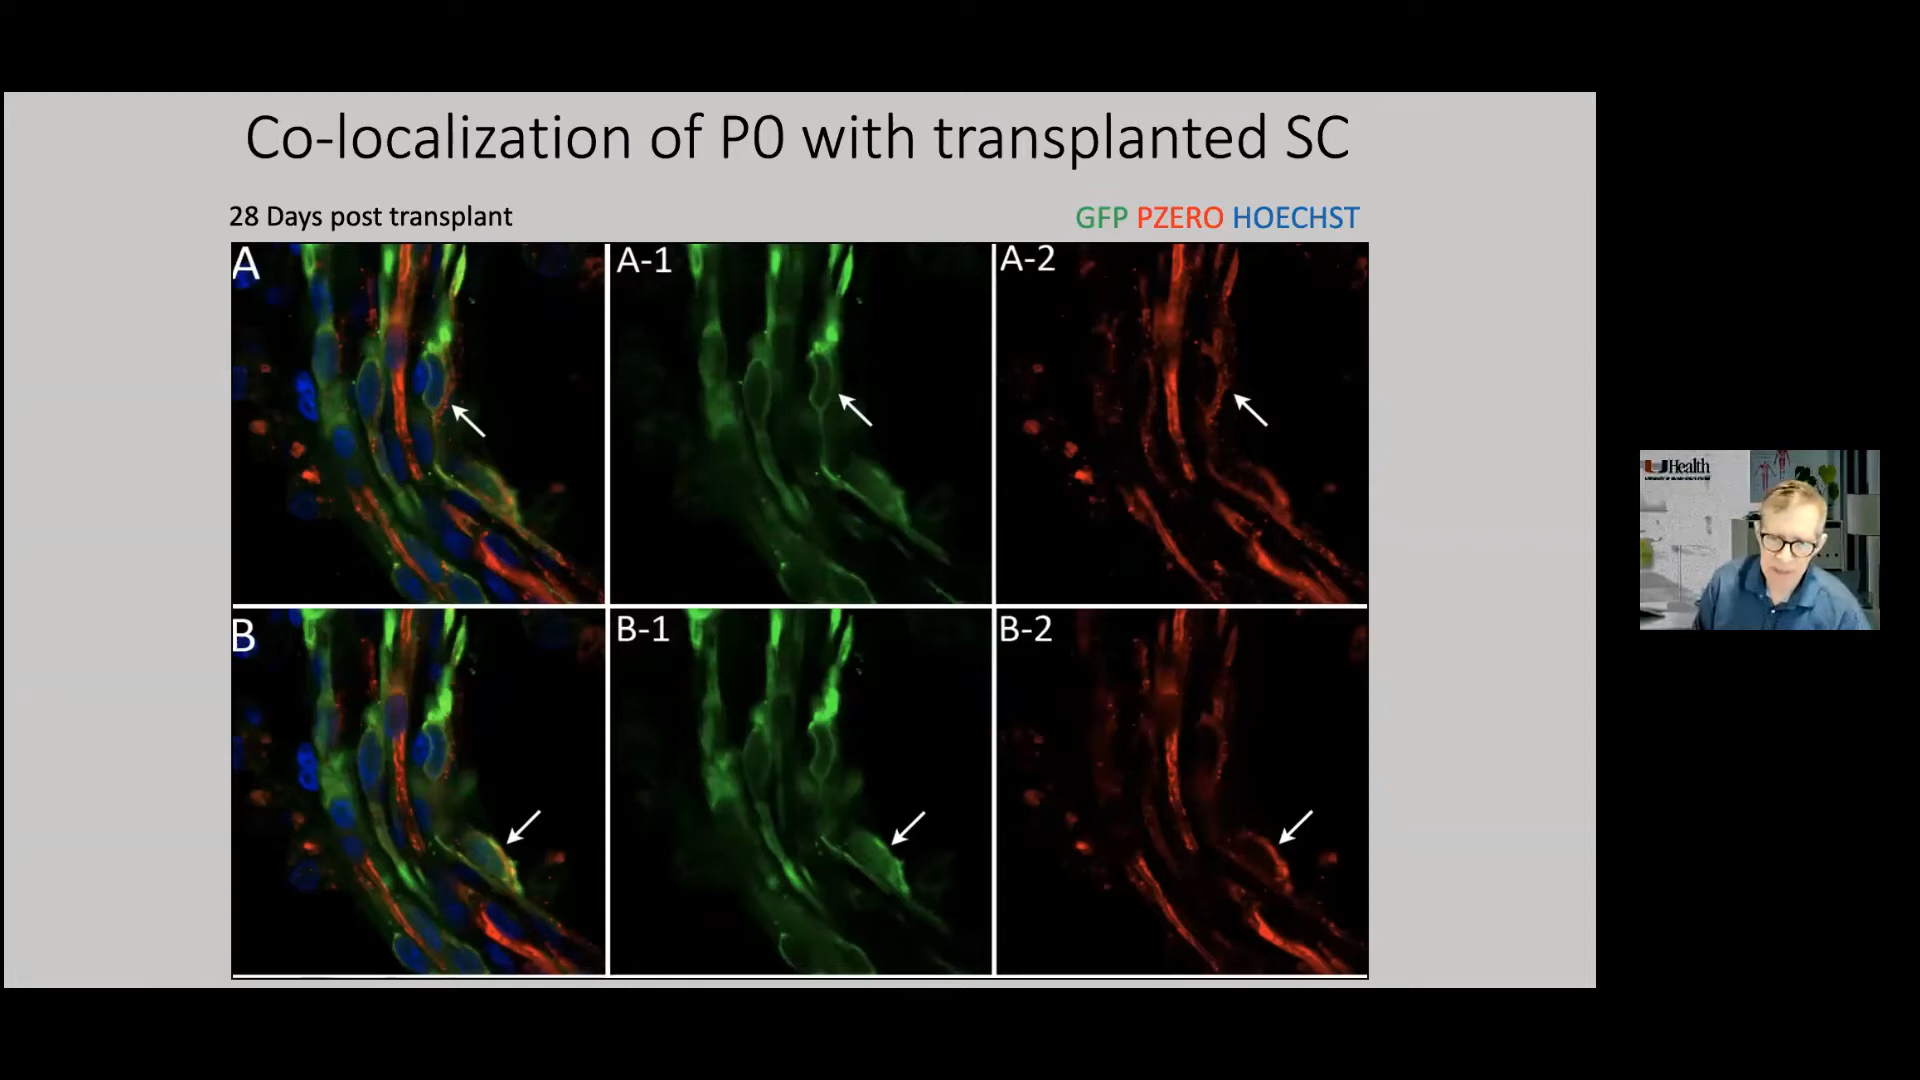 Co-localization of P0 with transplanted SC
28 Days post transplant
GFP PZERO HOECHST
A
A-1
A-2
B
B-1
B-2
UHealth